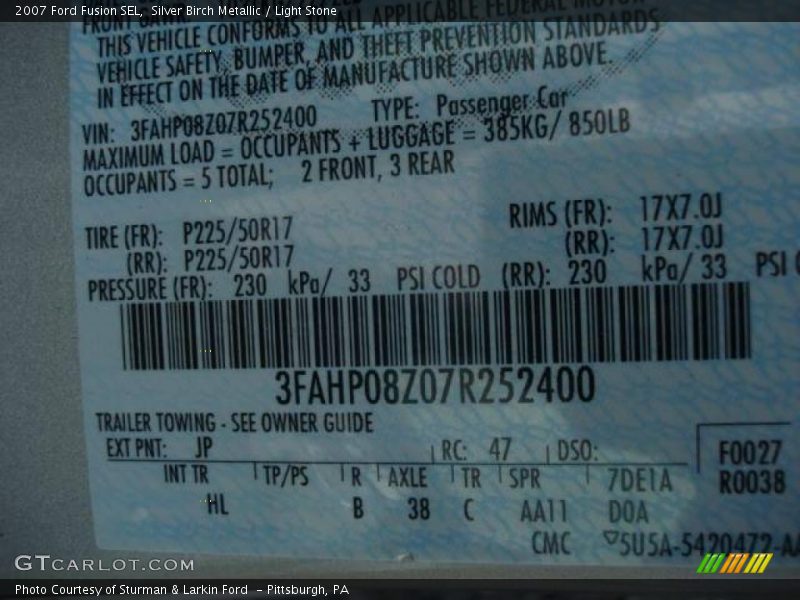 2007 Ford Fusion SEL, Silver Birch Metallic / Light Stone
THIS VEHICLE CONFORMS TO ALL APPLICABLE FEDERAL MOTOR
VEHICLE SAFETY, BUMPER, AND THEFT PREVENTION STANDARDS
IN EFFECT ON THE DATE OF MANUFACTURE SHOWN ABOVE.
VIN: 3FAHP08Z07R252400 TYPE: Passenger Car
MAXIMUM LOAD = OCCUPANTS + LUGGAGE = 385KG/ 850LB
OCCUPANTS = 5 TOTAL; 2 FRONT, 3 REAR
TIRE (FR): P225/50R17 RIMS (FR): 17X7.0J
(RR): P225/50R17 (RR): 17X7.0J
PRESSURE (FR): 230 kPa/ 33 PSI COLD (RR): 230 kPa/ 33 PSI
3FAHP08Z07R252400
TRAILER TOWING - SEE OWNER GUIDE
EXT PNT: JP RC: 47 DSO: F0027
INT TR TP/PS R AXLE TR SPR 7DE1A R0038
HL B 38 C AA11 D0A
CMC 5U5A-5420472-AA
GTCARLOT.COM
Photo Courtesy of Sturman & Larkin Ford - Pittsburgh, PA